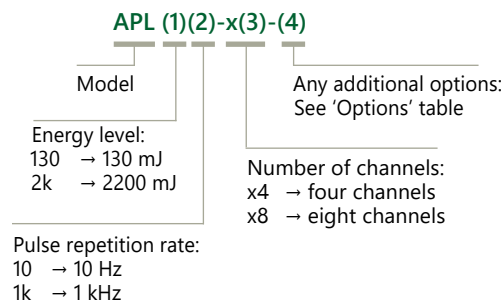 APL (1)(2)-x(3)-(4)
Model
Any additional options:
See 'Options' table
Energy level:
130 → 130 mJ
2k → 2200 mJ
Number of channels:
x4 → four channels
x8 → eight channels
Pulse repetition rate:
10 → 10 Hz
1k → 1 kHz